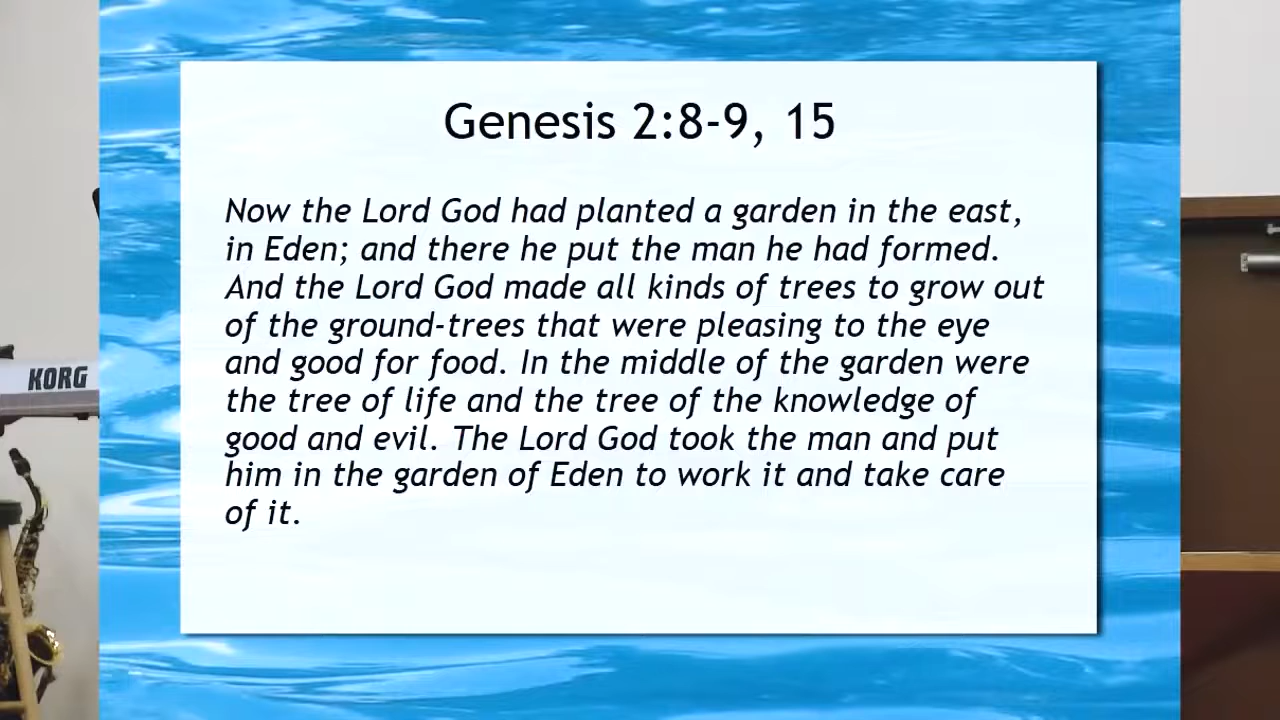 Genesis 2:8-9, 15
Now the Lord God had planted a garden in the east,
in Eden; and there he put the man he had formed.
And the Lord God made all kinds of trees to grow out
of the ground-trees that were pleasing to the eye
and good for food. In the middle of the garden were
the tree of life and the tree of the knowledge of
good and evil. The Lord God took the man and put
him in the garden of Eden to work it and take care
of it.
KORG